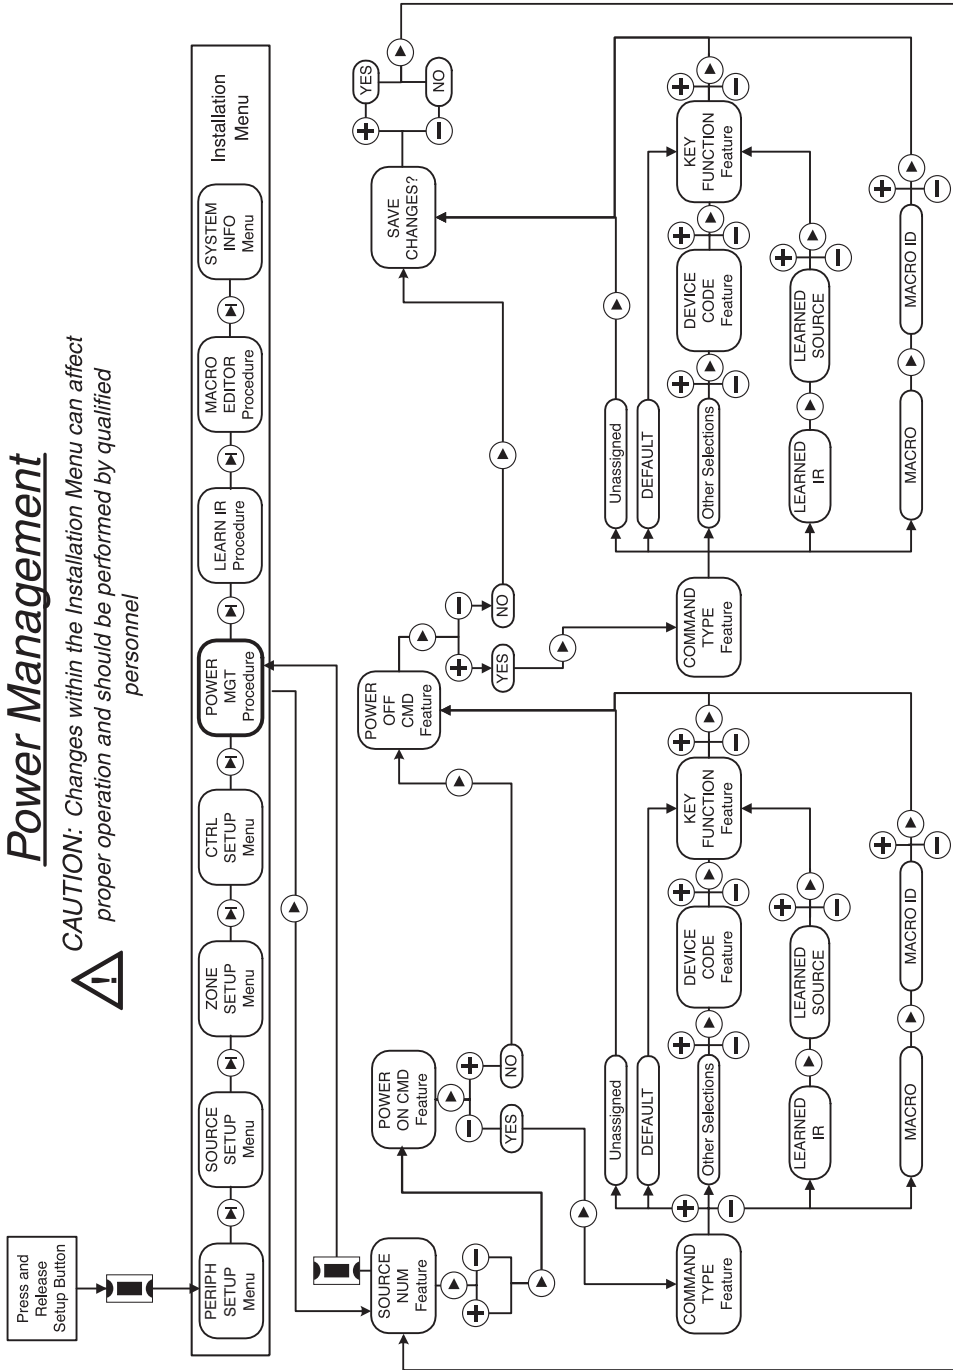 Power Management
CAUTION: Changes within the Installation Menu can affect
proper operation and should be performed by qualified
personnel
!
Press and
Release
Setup Button
Installation
Menu
PERIPH
SETUP
Menu
SOURCE
SETUP
Menu
ZONE
SETUP
Menu
CTRL
SETUP
Menu
POWER
MGT
Procedure
LEARN IR
Procedure
MACRO
EDITOR
Procedure
SYSTEM
INFO
Menu
SOURCE
NUM
Feature
+
−
POWER
ON CMD
Feature
−
+
YES
NO
POWER
OFF
CMD
Feature
+
−
YES
NO
SAVE
CHANGES?
+
−
YES
NO
COMMAND
TYPE
Feature
+
−
Unassigned
DEFAULT
Other Selections
+
−
DEVICE
CODE
Feature
+
−
KEY
FUNCTION
Feature
+
−
LEARNED
IR
LEARNED
SOURCE
+
−
MACRO
MACRO ID
+
−
COMMAND
TYPE
Feature
Unassigned
DEFAULT
Other Selections
+
−
DEVICE
CODE
Feature
+
−
KEY
FUNCTION
Feature
+
−
LEARNED
IR
LEARNED
SOURCE
+
−
MACRO
MACRO ID
+
−